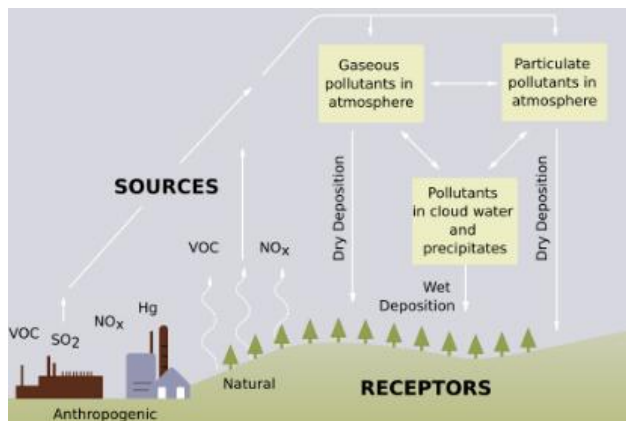 Gaseous
pollutants in
atmosphere
Particulate
pollutants in
atmosphere
SOURCES
Dry Deposition
Pollutants
in cloud water
and
precipitates
Dry Deposition
VOC
NOx
Wet
Deposition
VOC
SO2
NOx
Hg
Natural
RECEPTORS
Anthropogenic